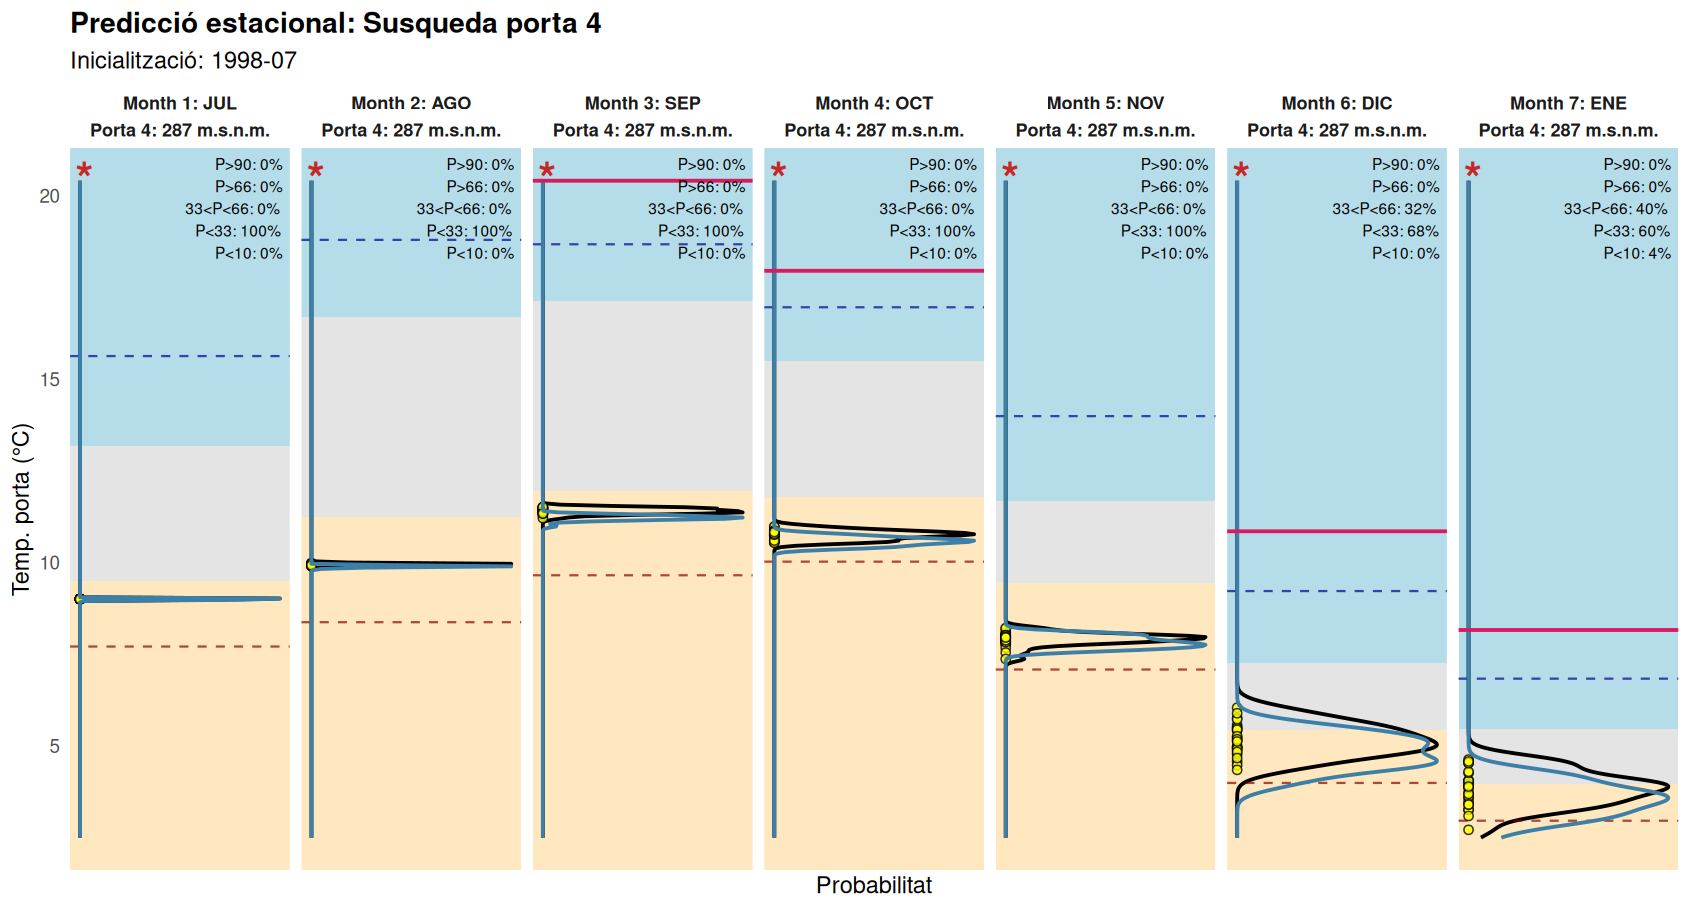 Predicció estacional: Susqueda porta 4
Inicialització: 1998-07
Month 1: JUL
Porta 4: 287 m.s.n.m.
Month 2: AGO
Porta 4: 287 m.s.n.m.
Month 3: SEP
Porta 4: 287 m.s.n.m.
Month 4: OCT
Porta 4: 287 m.s.n.m.
Month 5: NOV
Porta 4: 287 m.s.n.m.
Month 6: DIC
Porta 4: 287 m.s.n.m.
Month 7: ENE
Porta 4: 287 m.s.n.m.
*
P>90: 0%
P>66: 0%
33<P<66: 0%
P<33: 100%
P<10: 0%
*
P>90: 0%
P>66: 0%
33<P<66: 0%
P<33: 100%
P<10: 0%
*
P>90: 0%
P>66: 0%
33<P<66: 0%
P<33: 100%
P<10: 0%
*
P>90: 0%
P>66: 0%
33<P<66: 0%
P<33: 100%
P<10: 0%
*
P>90: 0%
P>66: 0%
33<P<66: 0%
P<33: 100%
P<10: 0%
*
P>90: 0%
P>66: 0%
33<P<66: 32%
P<33: 68%
P<10: 0%
*
P>90: 0%
P>66: 0%
33<P<66: 40%
P<33: 60%
P<10: 4%
20
15
10
5
Temp. porta (°C)
Probabilitat